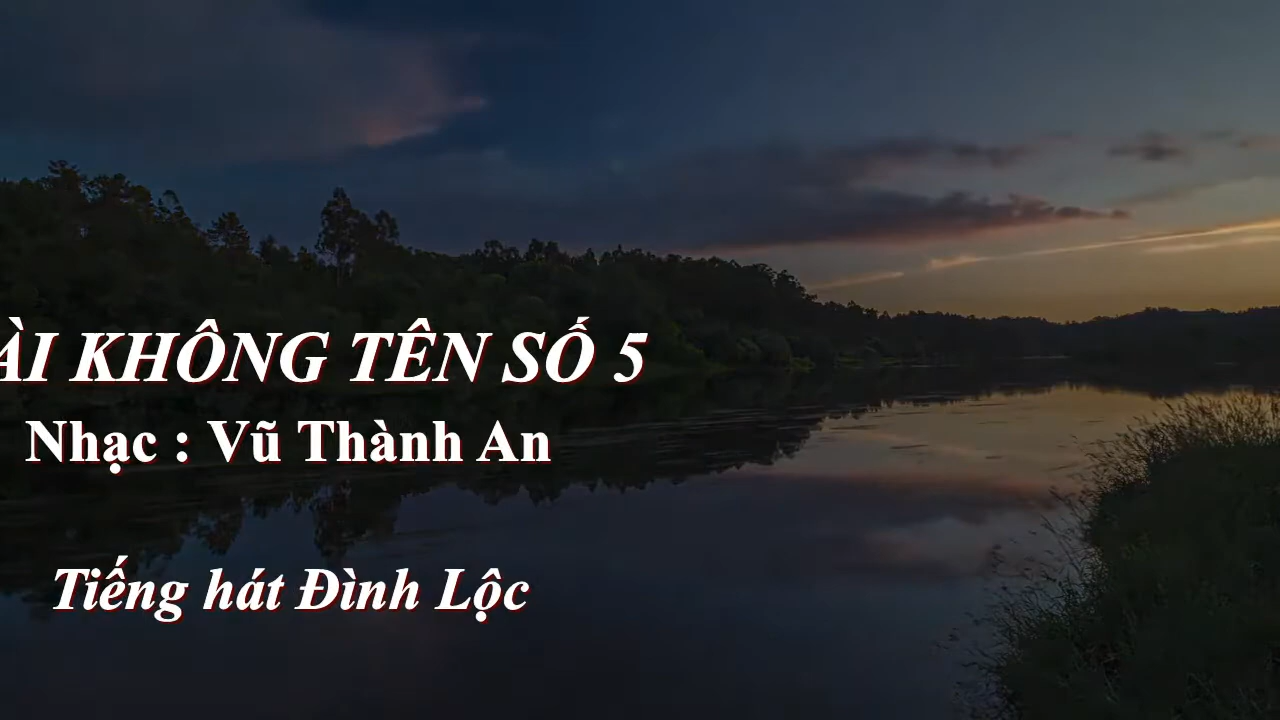 ÀI KHÔNG TÊN SỐ 5
Nhạc : Vũ Thành An
Tiếng hát Đình Lộc